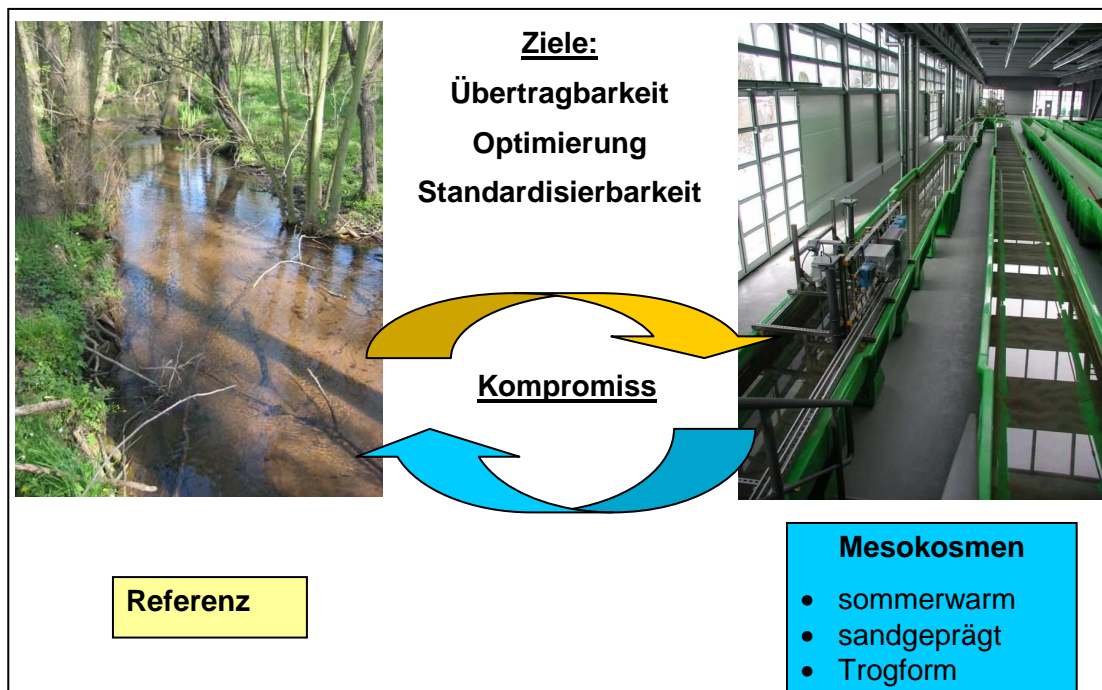 Ziele:
Übertragbarkeit
Optimierung
Standardisierbarkeit
Kompromiss
Referenz
Mesokosmen
• sommerwarm
• sandgeprägt
• Trogform